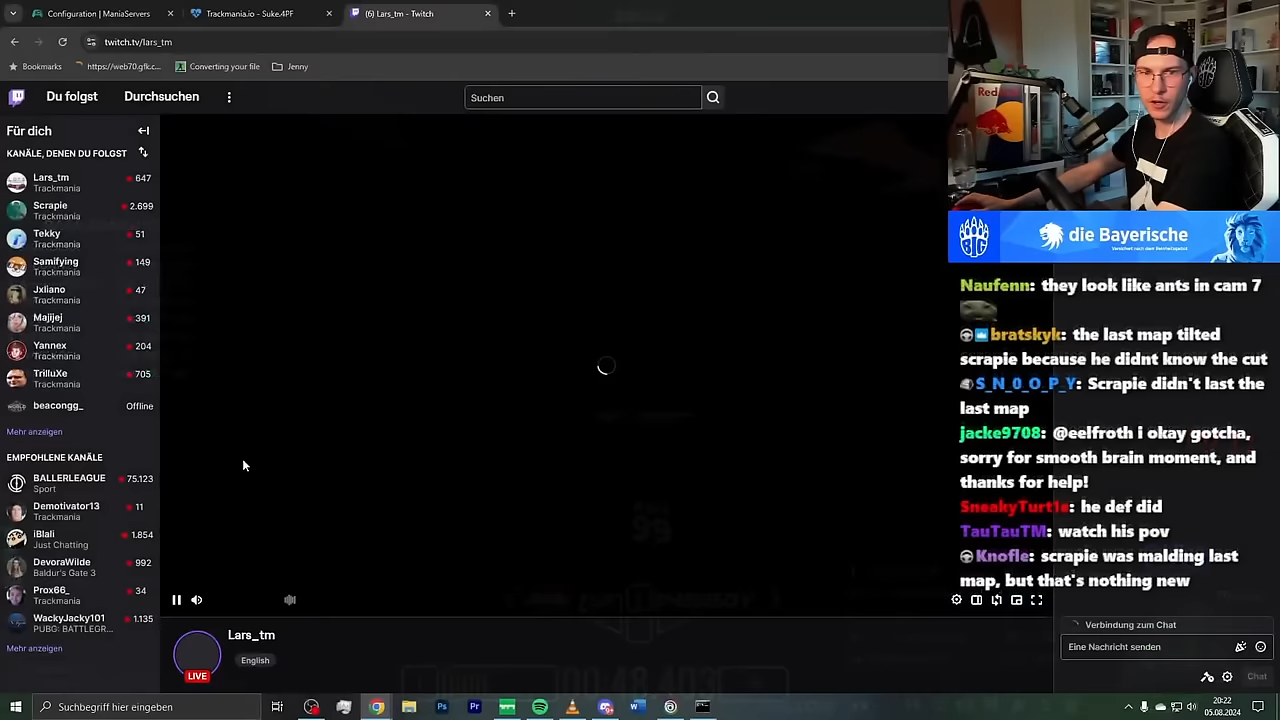 Configuration | ManiaServers
Trackmania.io - Suke.4PF
(6) Lars_tm - Twitch
twitch.tv/lars_tm
Bookmarks
https://web70.gfk.c...
Converting your file
Jenny
Du folgst
Durchsuchen
Suchen
Für dich
KANÄLE, DENEN DU FOLGST
Lars_tm 647
Trackmania
Scrapie 2.699
Trackmania
Tekky 51
Trackmania
Samifying 149
Trackmania
Jxliano 47
Trackmania
Majijej 391
Trackmania
Yannex 204
Trackmania
TrilluXe 705
Trackmania
beacongg_ Offline
Mehr anzeigen
EMPFOHLENE KANÄLE
BALLERLEAGUE 75.123
Sport
Demotivator13 11
Trackmania
iBlali 1.854
Just Chatting
DevoraWilde 992
Baldur's Gate 3
Prox66_ 34
Trackmania
WackyJacky101 1.135
PUBG: BATTLEGR...
Mehr anzeigen
99
Lars_tm
English
LIVE
Red
BIG
die Bayerische
Naufenn: they look like ants in cam 7
bratskyk: the last map tilted
scrapie because he didnt know the cut
S_N_0_O_P_Y: Scrapie didn't last the
last map
jacke9708: @eelfroth i okay gotcha,
sorry for smooth brain moment, and
thanks for help!
SneakyTurt1e: he def did
TauTauTM: watch his pov
Knofle: scrapie was malding last
map, but that's nothing new
Verbindung zum Chat
Eine Nachricht senden
Chat
Suchbegriff hier eingeben
20:22
05.08.2024